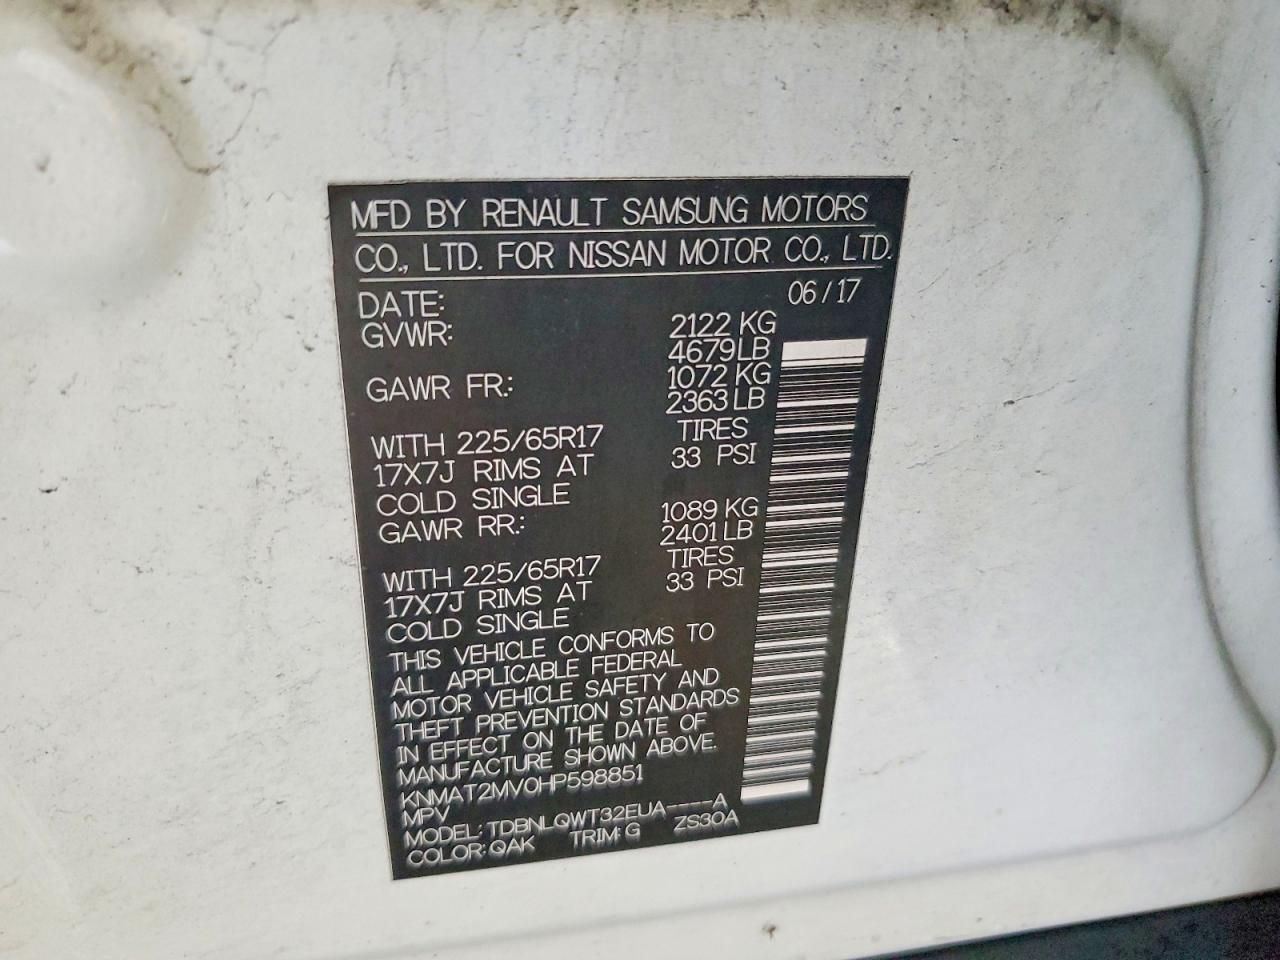 MFD BY RENAULT SAMSUNG MOTORS
CO., LTD. FOR NISSAN MOTOR CO., LTD.
DATE: 06/17
GVWR: 2122 KG
4679 LB
GAWR FR.: 1072 KG
2363 LB
WITH 225/65R17 TIRES
17X7J RIMS AT 33 PSI
COLD SINGLE
GAWR RR.: 1089 KG
2401 LB
WITH 225/65R17 TIRES
17X7J RIMS AT 33 PSI
COLD SINGLE
THIS VEHICLE CONFORMS TO
ALL APPLICABLE FEDERAL
MOTOR VEHICLE SAFETY AND
THEFT PREVENTION STANDARDS
IN EFFECT ON THE DATE OF
MANUFACTURE SHOWN ABOVE.
KNMAT2MV0HP598851
MPV
MODEL: TDBNLQWT32EUA----A
COLOR: QAK TRIM: G ZS30A